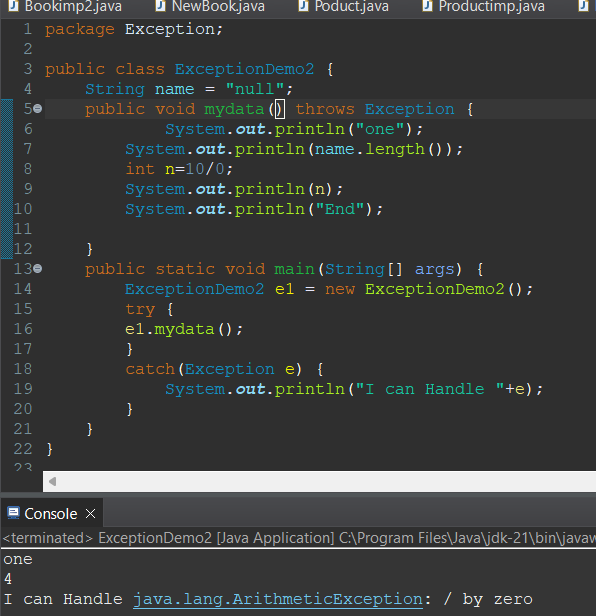 Bookimp2.java NewBook.java Poduct.java Productimp.java
1 package Exception;
2
3 public class ExceptionDemo2 {
4 String name = "null";
5 public void mydata() throws Exception {
6 System.out.println("one");
7 System.out.println(name.length());
8 int n=10/0;
9 System.out.println(n);
10 System.out.println("End");
11
12 }
13 public static void main(String[] args) {
14 ExceptionDemo2 e1 = new ExceptionDemo2();
15 try {
16 e1.mydata();
17 }
18 catch(Exception e) {
19 System.out.println("I can Handle "+e);
20 }
21 }
22 }
23
Console
<terminated> ExceptionDemo2 [Java Application] C:\Program Files\Java\jdk-21\bin\javaw
one
4
I can Handle java.lang.ArithmeticException: / by zero